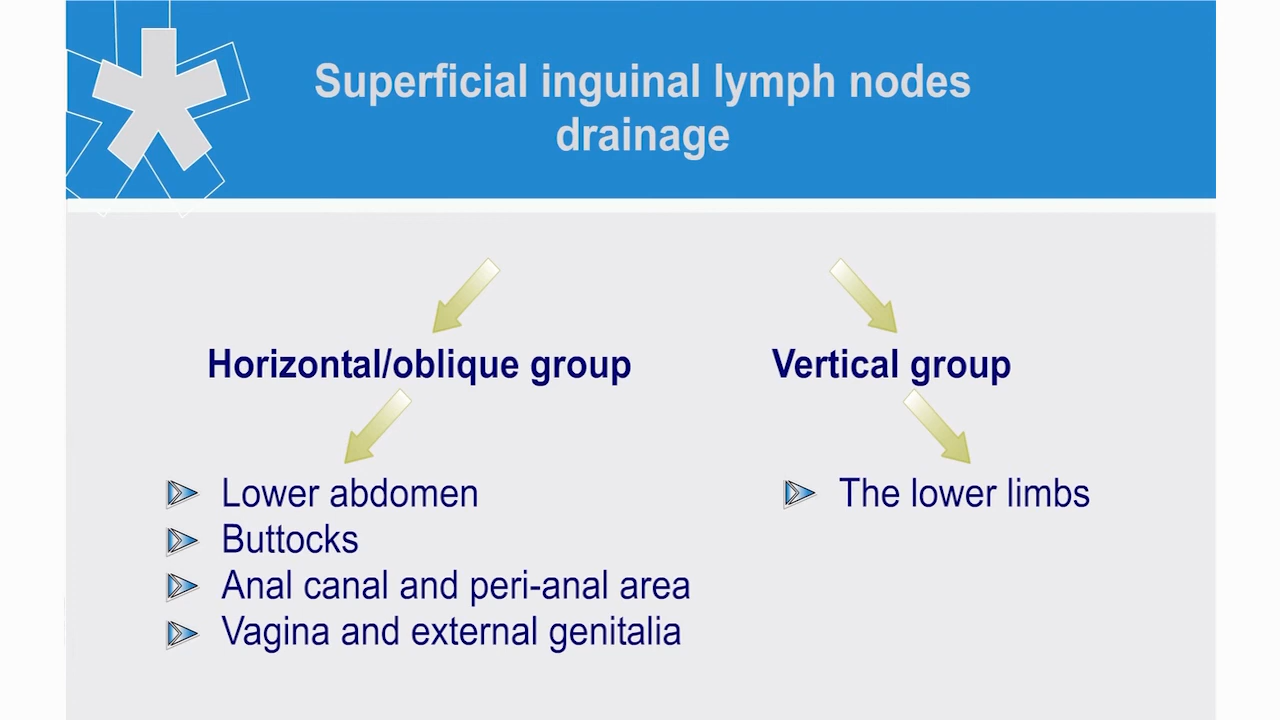 Superficial inguinal lymph nodes
drainage
Horizontal/oblique group
Vertical group
Lower abdomen
Buttocks
Anal canal and peri-anal area
Vagina and external genitalia
The lower limbs